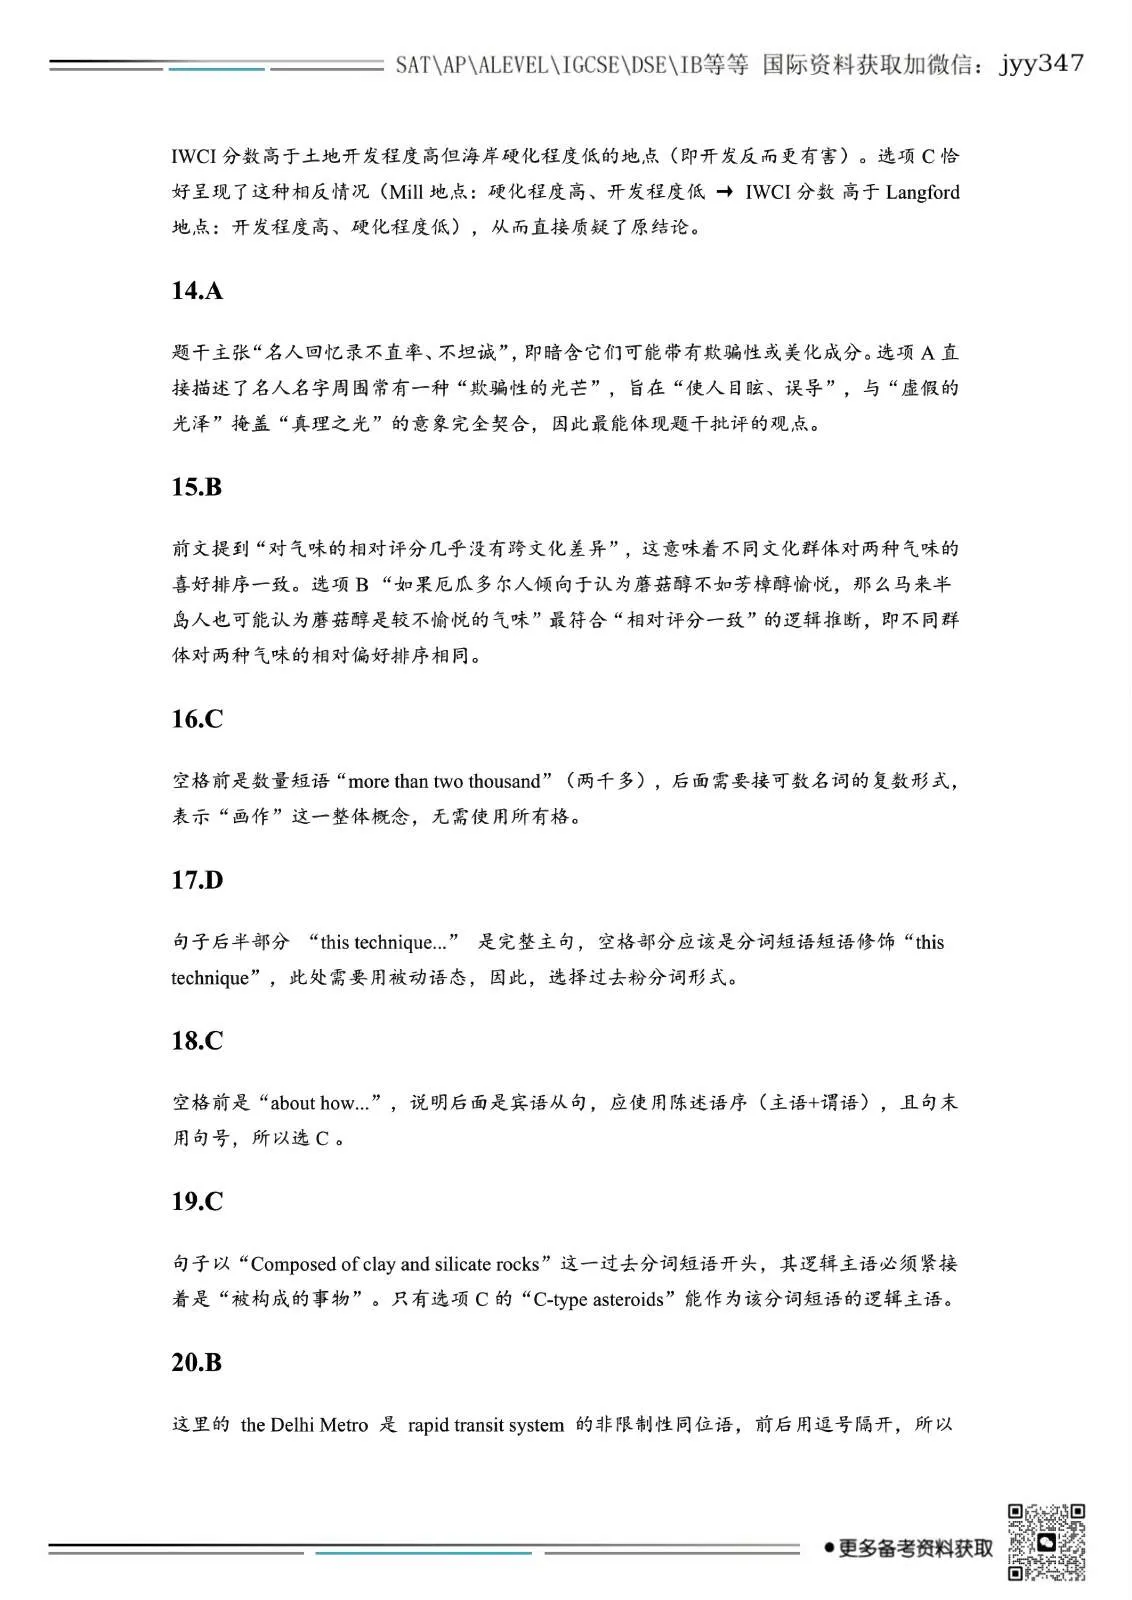 SAT\AP\ALEVEL\IGCSE\DSE\IB等等 国际资料获取加微信：jyy347
IWCI 分数高于土地开发程度高但海岸硬化程度低的地点（即开发反而更有害）。选项 C 恰
好呈现了这种相反情况（Mill 地点：硬化程度高、开发程度低 → IWCI 分数 高于 Langford
地点：开发程度高、硬化程度低），从而直接质疑了原结论。
14.A
题干主张“名人回忆录不直率、不坦诚”，即暗含它们可能带有欺骗性或美化成分。选项 A 直
接描述了名人名字周围常有一种“欺骗性的光芒”，旨在“使人目眩、误导”，与“虚假的
光泽”掩盖“真理之光”的意象完全契合，因此最能体现题干批评的观点。
15.B
前文提到“对气味的相对评分几乎没有跨文化差异”，这意味着不同文化群体对两种气味的
喜好排序一致。选项 B “如果厄瓜多尔人倾向于认为蘑菇醇不如芳樟醇愉悦，那么马来半
岛人也可能认为蘑菇醇是较不愉悦的气味”最符合“相对评分一致”的逻辑推断，即不同群
体对两种气味的相对偏好排序相同。
16.C
空格前是数量短语“more than two thousand”（两千多），后面需要接可数名词的复数形式，
表示“画作”这一整体概念，无需使用所有格。
17.D
句子后半部分 “this technique...” 是完整主句，空格部分应该是分词短语短语修饰“this
technique”，此处需要用被动语态，因此，选择过去粉分词形式。
18.C
空格前是“about how...”，说明后面是宾语从句，应使用陈述语序（主语+谓语），且句末
用句号，所以选 C 。
19.C
句子以“Composed of clay and silicate rocks”这一过去分词短语开头，其逻辑主语必须紧接
着是“被构成的事物”。只有选项 C 的“C-type asteroids”能作为该分词短语的逻辑主语。
20.B
这里的 the Delhi Metro 是 rapid transit system 的非限制性同位语，前后用逗号隔开，所以
●更多备考资料获取